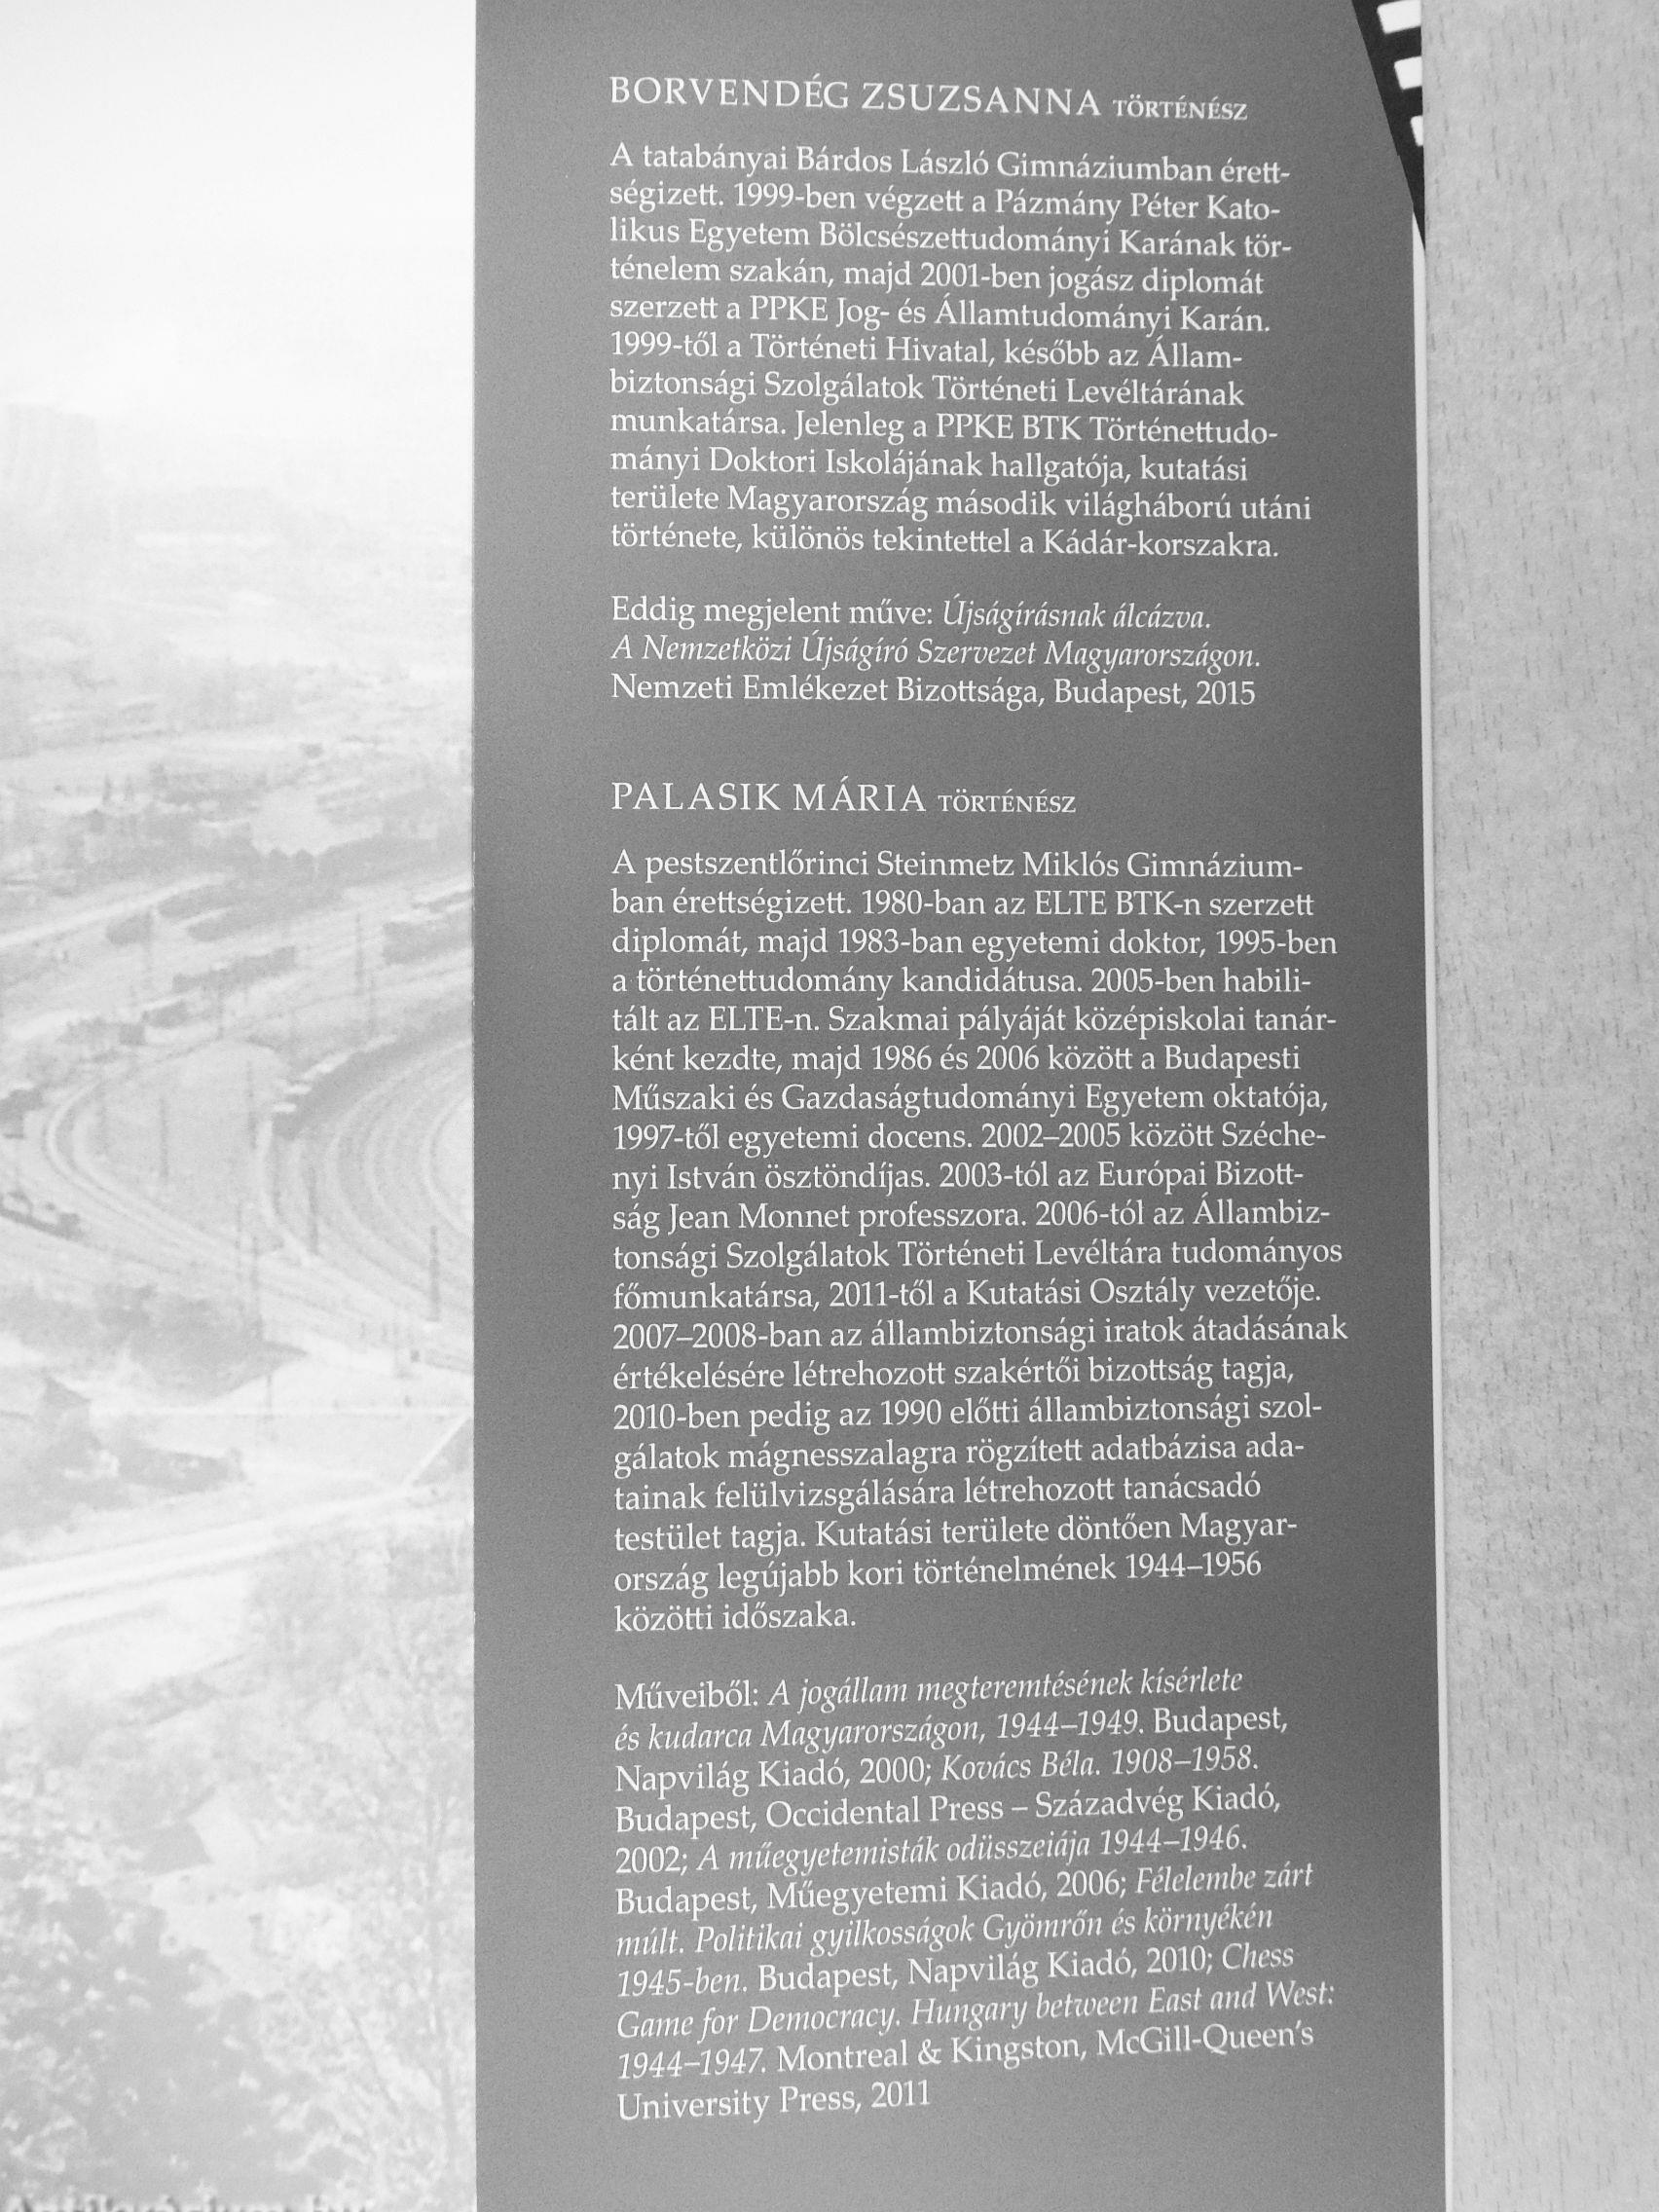 BORVENDÉG ZSUZSANNA TÖRTÉNÉSZ
A tatabányai Bárdos László Gimnáziumban érett-
ségizett. 1999-ben végzett a Pázmány Péter Kato-
likus Egyetem Bölcsészettudományi Karának tör-
ténelem szakán, majd 2001-ben jogász diplomát
szerzett a PPKE Jog- és Államtudományi Karán.
1999-től a Történeti Hivatal, később az Állam-
biztonsági Szolgálatok Történeti Levéltárának
munkatársa. Jelenleg a PPKE BTK Történettudo-
mányi Doktori Iskolájának hallgatója, kutatási
területe Magyarország második világháború utáni
története, különös tekintettel a Kádár-korszakra.
Eddig megjelent műve: Újságírásnak álcázva.
A Nemzetközi Újságíró Szervezet Magyarországon.
Nemzeti Emlékezet Bizottsága, Budapest, 2015
PALASIK MÁRIA TÖRTÉNÉSZ
A pestszentlőrinci Steinmetz Miklós Gimnázium-
ban érettségizett. 1980-ban az ELTE BTK-n szerzett
diplomát, majd 1983-ban egyetemi doktor, 1995-ben
a történettudomány kandidátusa. 2005-ben habili-
tált az ELTE-n. Szakmai pályáját középiskolai tanár-
ként kezdte, majd 1986 és 2006 között a Budapesti
Műszaki és Gazdaságtudományi Egyetem oktatója,
1997-től egyetemi docens. 2002–2005 között Széche-
nyi István ösztöndíjas. 2003-tól az Európai Bizott-
ság Jean Monnet professzora. 2006-tól az Állambiz-
tonsági Szolgálatok Történeti Levéltára tudományos
főmunkatársa, 2011-től a Kutatási Osztály vezetője.
2007–2008-ban az állambiztonsági iratok átadásának
értékelésére létrehozott szakértői bizottság tagja,
2010-ben pedig az 1990 előtti állambiztonsági szol-
gálatok mágnesszalagra rögzített adatbázisa ada-
tainak felülvizsgálására létrehozott tanácsadó
testület tagja. Kutatási területe döntően Magyar-
ország legújabb kori történelmének 1944–1956
közötti időszaka.
Műveiből: A jogállam megteremtésének kísérlete
és kudarca Magyarországon, 1944–1949. Budapest,
Napvilág Kiadó, 2000; Kovács Béla. 1908–1958.
Budapest, Occidental Press – Századvég Kiadó,
2002; A műegyetemisták odüsszeiája 1944–1946.
Budapest, Műegyetemi Kiadó, 2006; Félelembe zárt
múlt. Politikai gyilkosságok Gyömrőn és környékén
1945-ben. Budapest, Napvilág Kiadó, 2010; Chess
Game for Democracy. Hungary between East and West:
1944–1947. Montreal & Kingston, McGill-Queen's
University Press, 2011